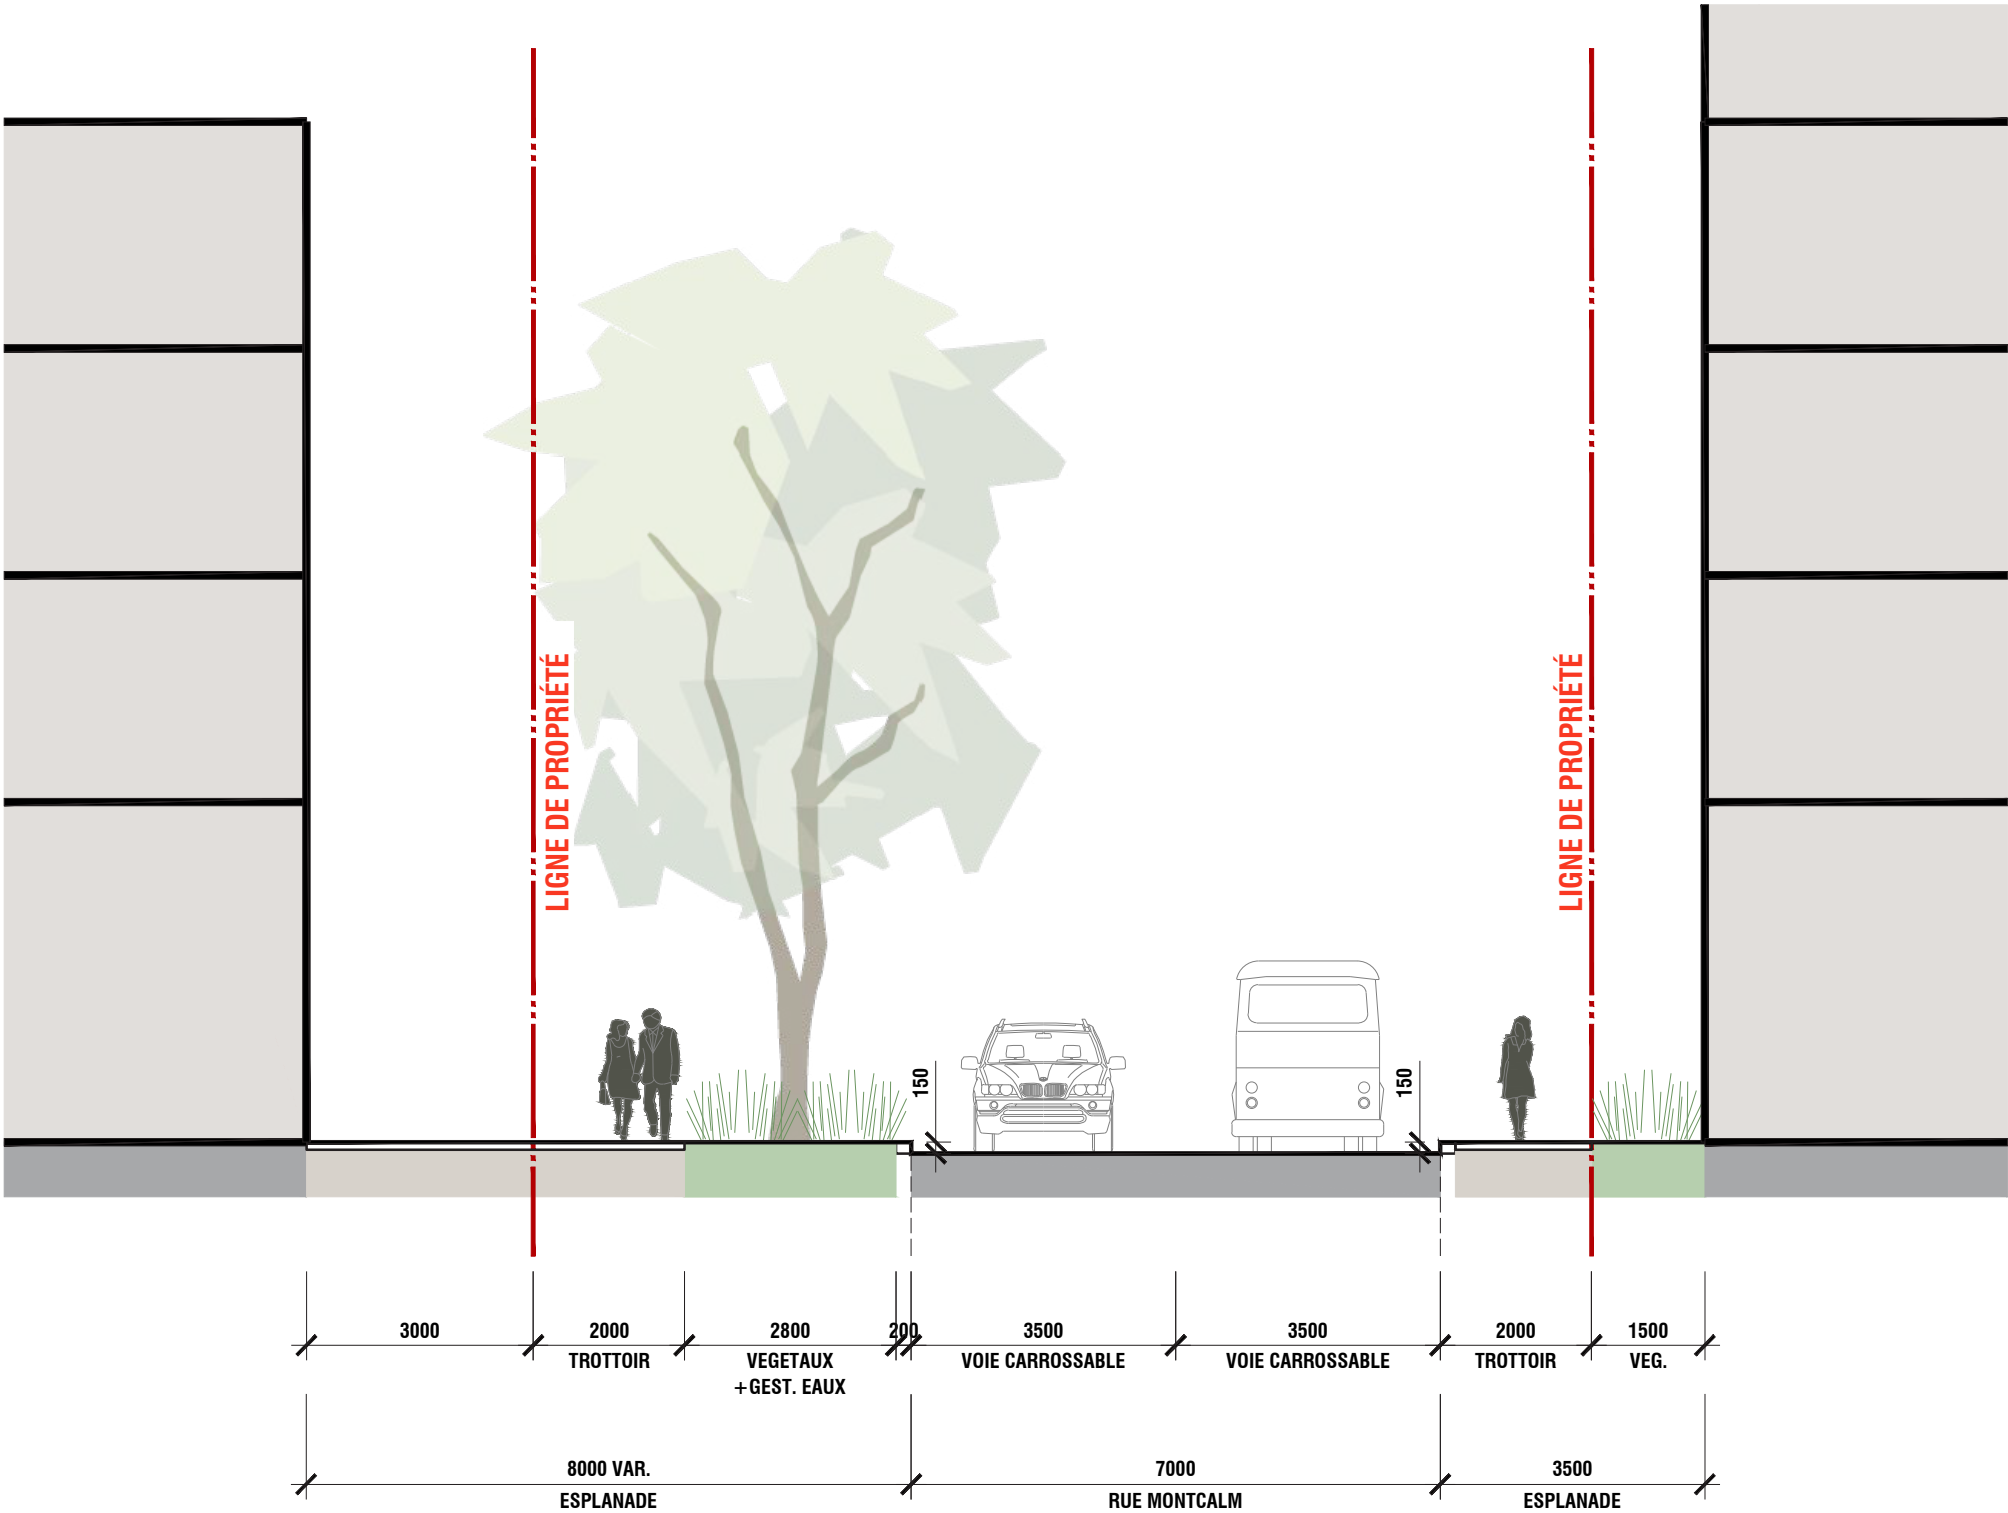 LIGNE DE PROPRIÉTÉ
LIGNE DE PROPRIÉTÉ
150
150
3000
2000
2800
200
3500
3500
2000
1500
TROTTOIR
VEGETAUX
+GEST. EAUX
VOIE CARROSSABLE
VOIE CARROSSABLE
TROTTOIR
VEG.
8000 VAR.
7000
3500
ESPLANADE
RUE MONTCALM
ESPLANADE